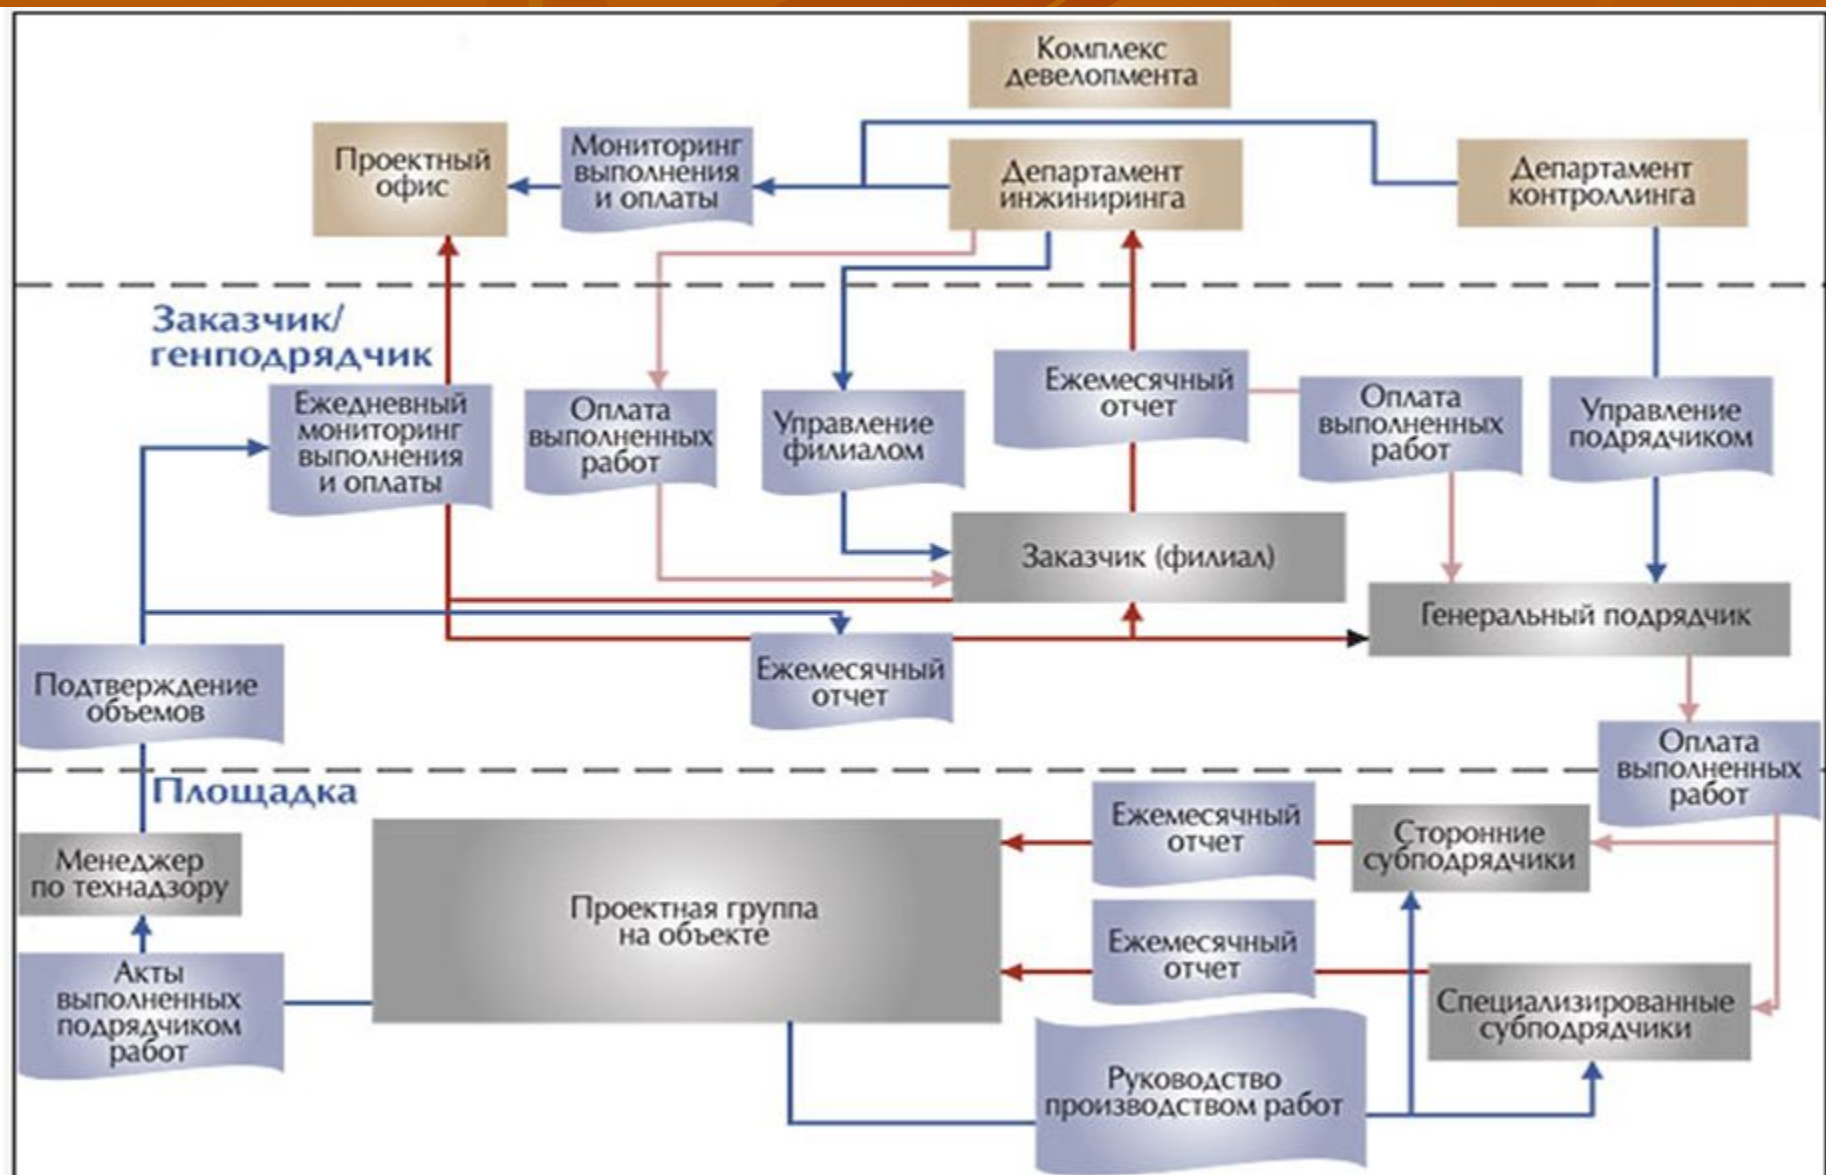 Комплекс
девелопмента
Проектный
офис
Мониторинг
выполнения
и оплаты
Департамент
инжиниринга
Департамент
контроллинга
Заказчик/
генподрядчик
Ежедневный
мониторинг
выполнения
и оплаты
Оплата
выполненных
работ
Управление
филиалом
Ежемесячный
отчет
Оплата
выполненных
работ
Управление
подрядчиком
Заказчик (филиал)
Генеральный подрядчик
Подтверждение
объемов
Ежемесячный
отчет
Оплата
выполненных
работ
Площадка
Менеджер
по технадзору
Проектная группа
на объекте
Ежемесячный
отчет
Сторонние
субподрядчики
Ежемесячный
отчет
Специализированные
субподрядчики
Акты
выполненных
подрядчиком
работ
Руководство
производством работ